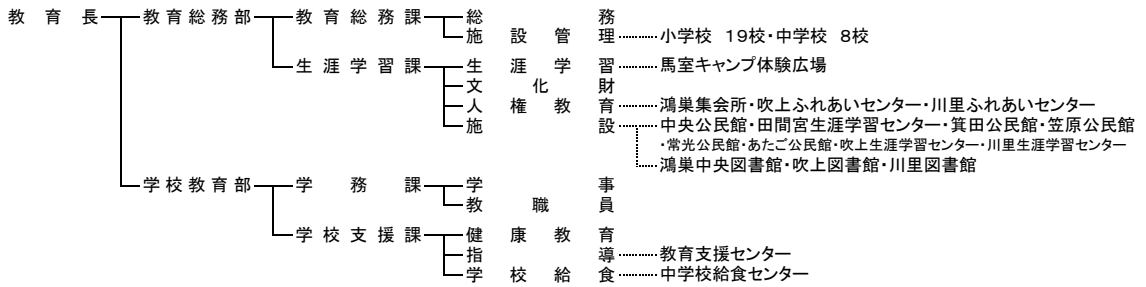 教育長 教育総務部 教育総務課 総務
施設管理 小学校 19校・中学校 8校
生涯学習課 生涯学習 馬室キャンプ体験広場
文化財
人権教育 鴻巣集会所・吹上ふれあいセンター・川里ふれあいセンター
施設 中央公民館・田間宮生涯学習センター・箕田公民館・笠原公民館
・常光公民館・あたご公民館・吹上生涯学習センター・川里生涯学習センター
鴻巣中央図書館・吹上図書館・川里図書館
学校教育部 学務課 学事
教職員
学校支援課 健康教育
指導 教育支援センター
学校給食 中学校給食センター